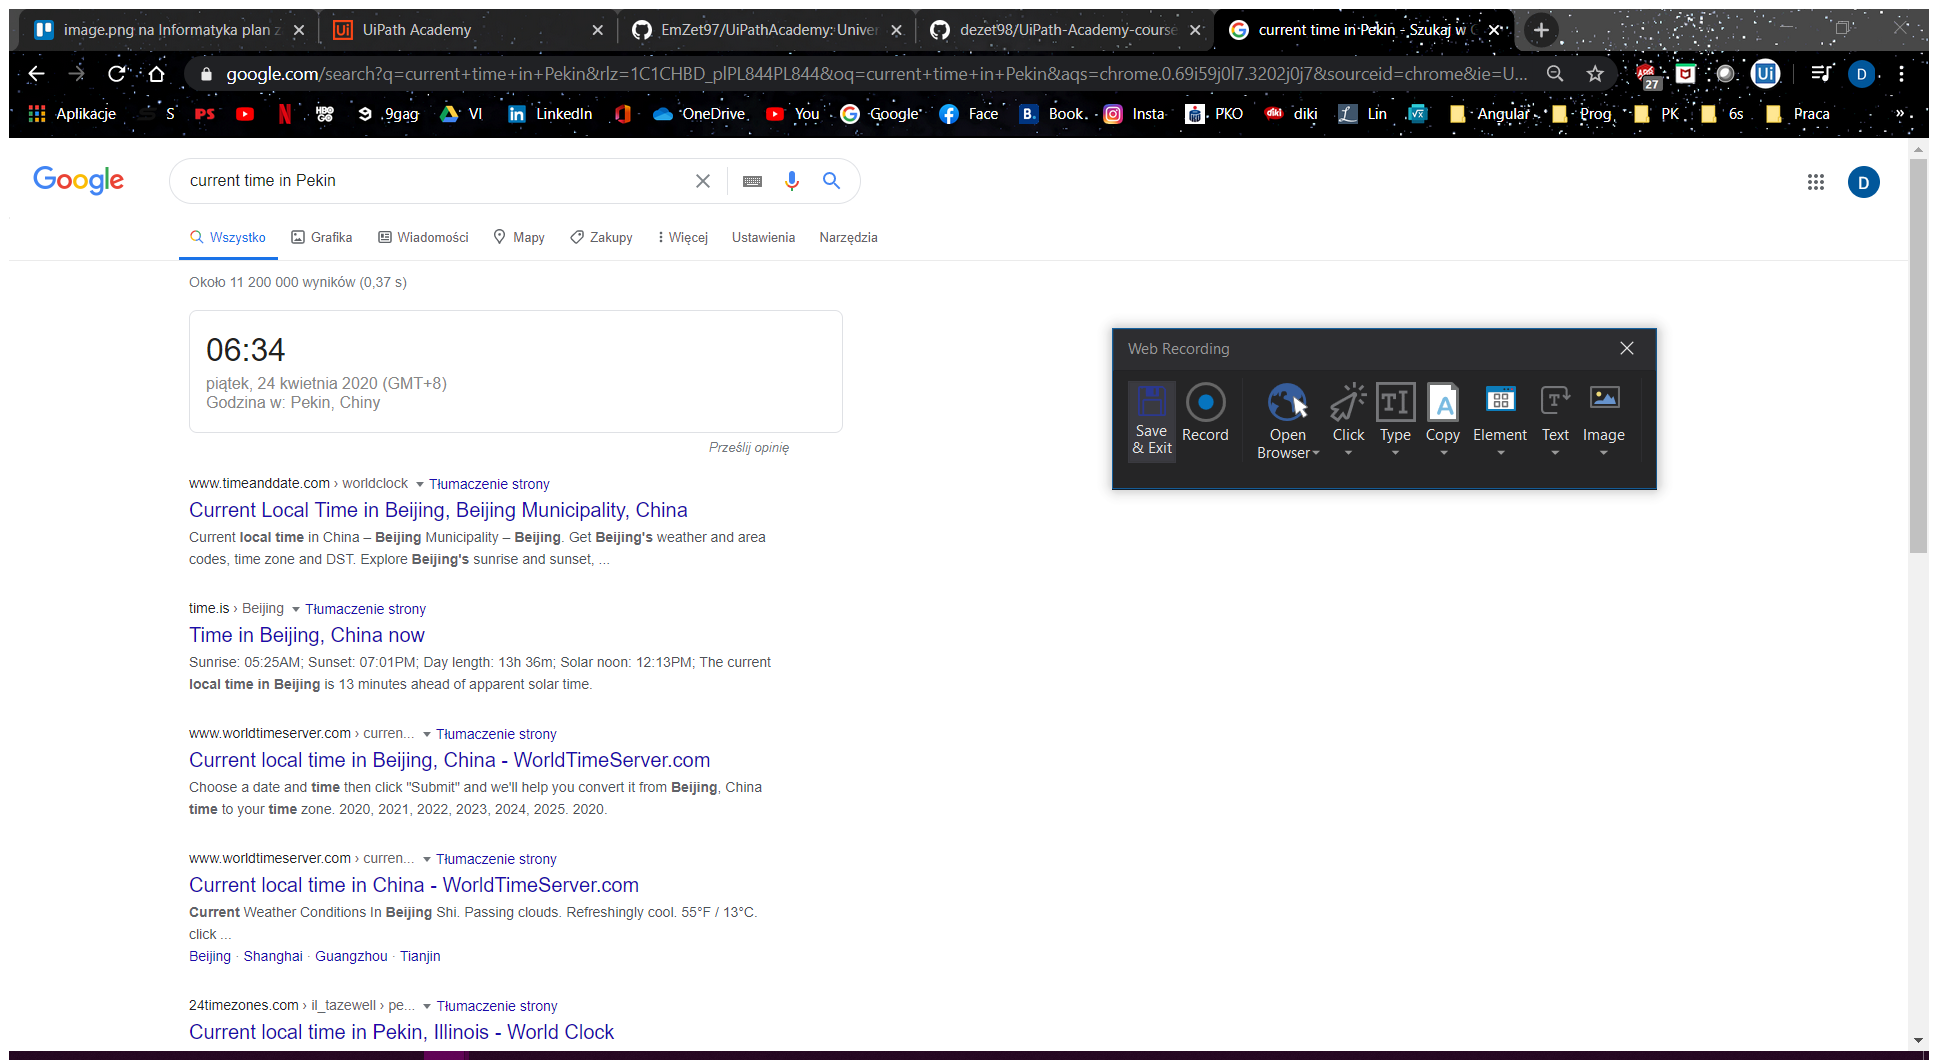 image.png na Informatyka plan z
UiPath Academy
EmZet97/UiPathAcademy: Univer
dezet98/UiPath-Academy-course
current time in Pekin - Szukaj w G
google.com/search?q=current+time+in+Pekin&rlz=1C1CHBD_plPL844PL844&oq=current+time+in+Pekin&aqs=chrome.0.69i59j0l7.3202j0j7&sourceid=chrome&ie=U...
27
Ui
D
Aplikacje
S
PS
HBO GO
9gag
VI
LinkedIn
OneDrive
You
Google
Face
B. Book.
Insta
PKO
diki
Lin
Angular
Prog
PK
6s
Praca
»
Google
current time in Pekin
D
Wszystko
Grafika
Wiadomości
Mapy
Zakupy
Więcej
Ustawienia
Narzędzia
Około 11 200 000 wyników (0,37 s)
06:34
piątek, 24 kwietnia 2020 (GMT+8)
Godzina w: Pekin, Chiny
Prześlij opinię
www.timeanddate.com › worldclock Tłumaczenie strony
Current Local Time in Beijing, Beijing Municipality, China
Current local time in China – Beijing Municipality – Beijing. Get Beijing's weather and area
codes, time zone and DST. Explore Beijing's sunrise and sunset, ...
time.is › Beijing Tłumaczenie strony
Time in Beijing, China now
Sunrise: 05:25AM; Sunset: 07:01PM; Day length: 13h 36m; Solar noon: 12:13PM; The current
local time in Beijing is 13 minutes ahead of apparent solar time.
www.worldtimeserver.com › curren... Tłumaczenie strony
Current local time in Beijing, China - WorldTimeServer.com
Choose a date and time then click "Submit" and we'll help you convert it from Beijing, China
time to your time zone. 2020, 2021, 2022, 2023, 2024, 2025. 2020.
www.worldtimeserver.com › curren... Tłumaczenie strony
Current local time in China - WorldTimeServer.com
Current Weather Conditions In Beijing Shi. Passing clouds. Refreshingly cool. 55°F / 13°C.
click ...
Beijing · Shanghai · Guangzhou · Tianjin
24timezones.com › il_tazewell › pe... Tłumaczenie strony
Current local time in Pekin, Illinois - World Clock
Web Recording
Save
& Exit
Record
Open
Browser
Click
Type
Copy
Element
Text
Image